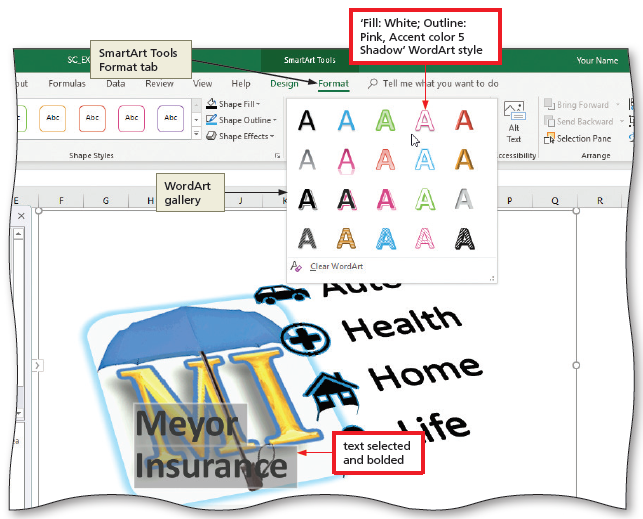 'Fill: White; Outline:
Pink, Accent color 5
Shadow' WordArt style
SmartArt Tools
Format tab
SC_EX
SmartArt Tools
Your Name
out Formulas Data Review View Help Design Format Tell me what you want to do
Abc Abc Abc Abc
Shape Fill
Shape Outline
Shape Effects
Shape Styles
A A A A A
A A A A A
A A A A A
A A A A A
Clear WordArt
Alt
Text
ccessibility
Bring Forward
Send Backward
Selection Pane
Arrange
WordArt
gallery
E F G H I J K P Q R
Auto
Health
Home
Life
MI
Meyor
Insurance
text selected
and bolded